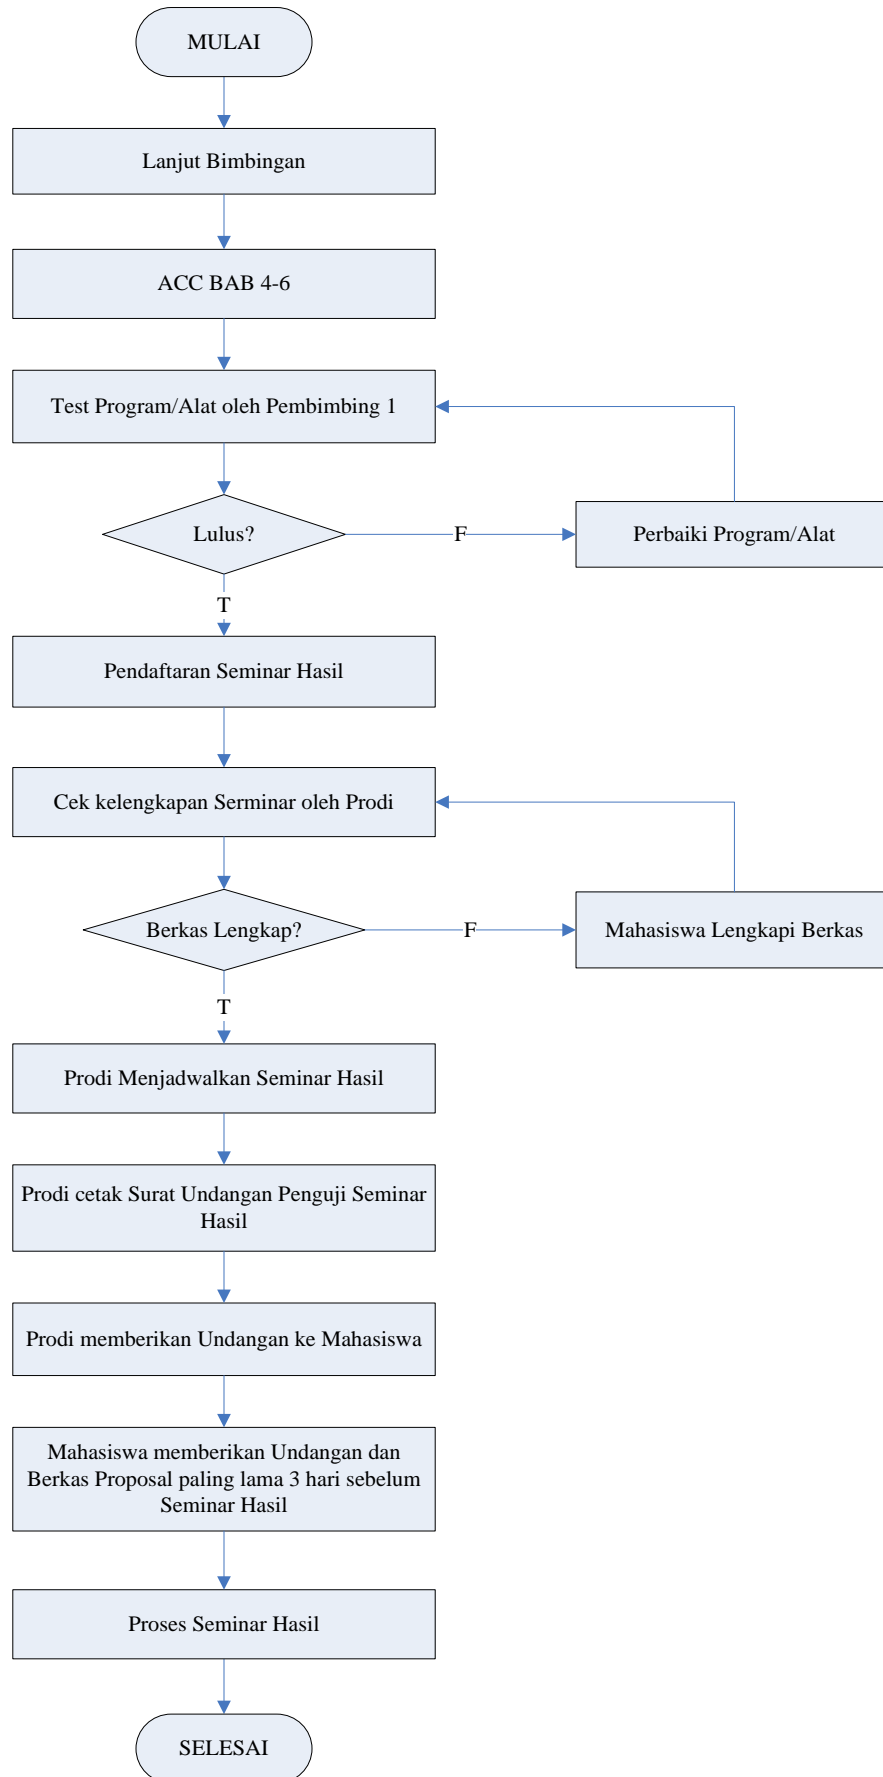 MULAI
Lanjut Bimbingan
ACC BAB 4-6
Test Program/Alat oleh Pembimbing 1
Lulus?
F
Perbaiki Program/Alat
T
Pendaftaran Seminar Hasil
Cek kelengkapan Serminar oleh Prodi
Berkas Lengkap?
F
Mahasiswa Lengkapi Berkas
T
Prodi Menjadwalkan Seminar Hasil
Prodi cetak Surat Undangan Penguji Seminar
Hasil
Prodi memberikan Undangan ke Mahasiswa
Mahasiswa memberikan Undangan dan
Berkas Proposal paling lama 3 hari sebelum
Seminar Hasil
Proses Seminar Hasil
SELESAI